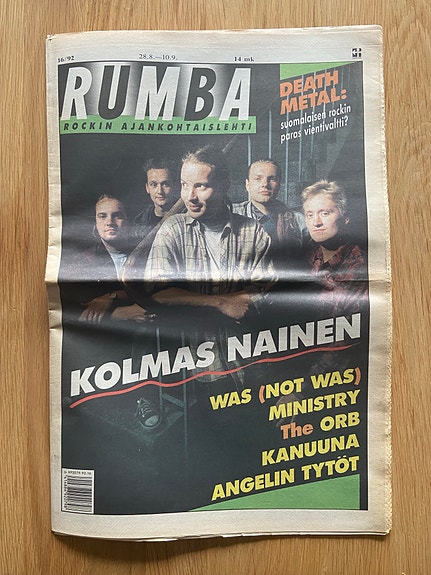 16/'92 28.8.—10.9. 14 mk
RUMBA
ROCKIN AJANKOHTAISLEHTI
DEATH
METAL:
suomalaisen rockin
paras vientivaltti?
KOLMAS NAINEN
WAS (NOT WAS)
MINISTRY
The ORB
KANUUNA
ANGELIN TYTÖT